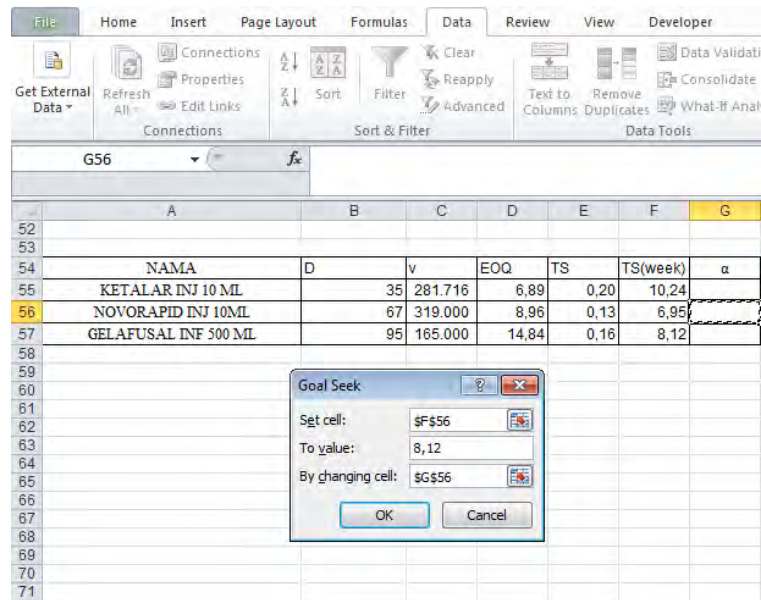 File Home Insert Page Layout Formulas Data Review View Developer
Get External Data
Refresh All
Connections
Properties
Edit Links
Connections
Sort
Filter
Clear
Reapply
Advanced
Sort & Filter
Text to Columns
Remove Duplicates
Data Validati
Consolidate
What-If Anal
Data Tools
G56 fx
A B C D E F G
52
53
54 NAMA D v EOQ TS TS(week) α
55 KETALAR INJ 10 ML 35 281.716 6,89 0,20 10,24
56 NOVORAPID INJ 10ML 67 319.000 8,96 0,13 6,95
57 GELAFUSAL INF 500 ML 95 165.000 14,84 0,16 8,12
58
59
60
61
62
63
64
65
66
67
68
69
70
71
Goal Seek
Set cell: $F$56
To value: 8,12
By changing cell: $G$56
OK Cancel